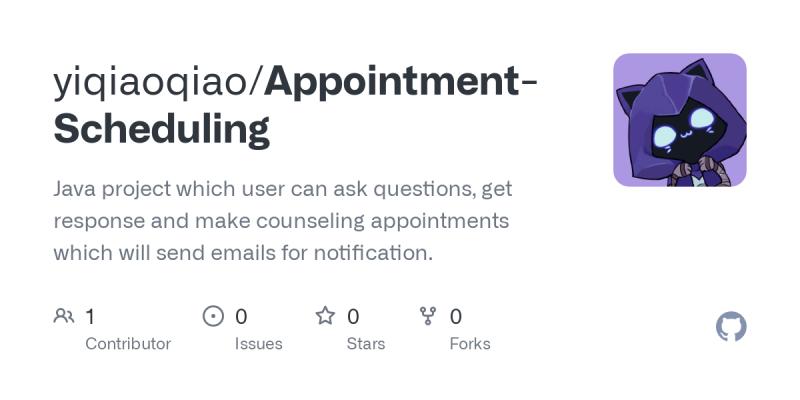 yiqiaoqiao/Appointment-
Scheduling
Java project which user can ask questions, get
response and make counseling appointments
which will send emails for notification.
1 0 0 0
Contributor Issues Stars Forks